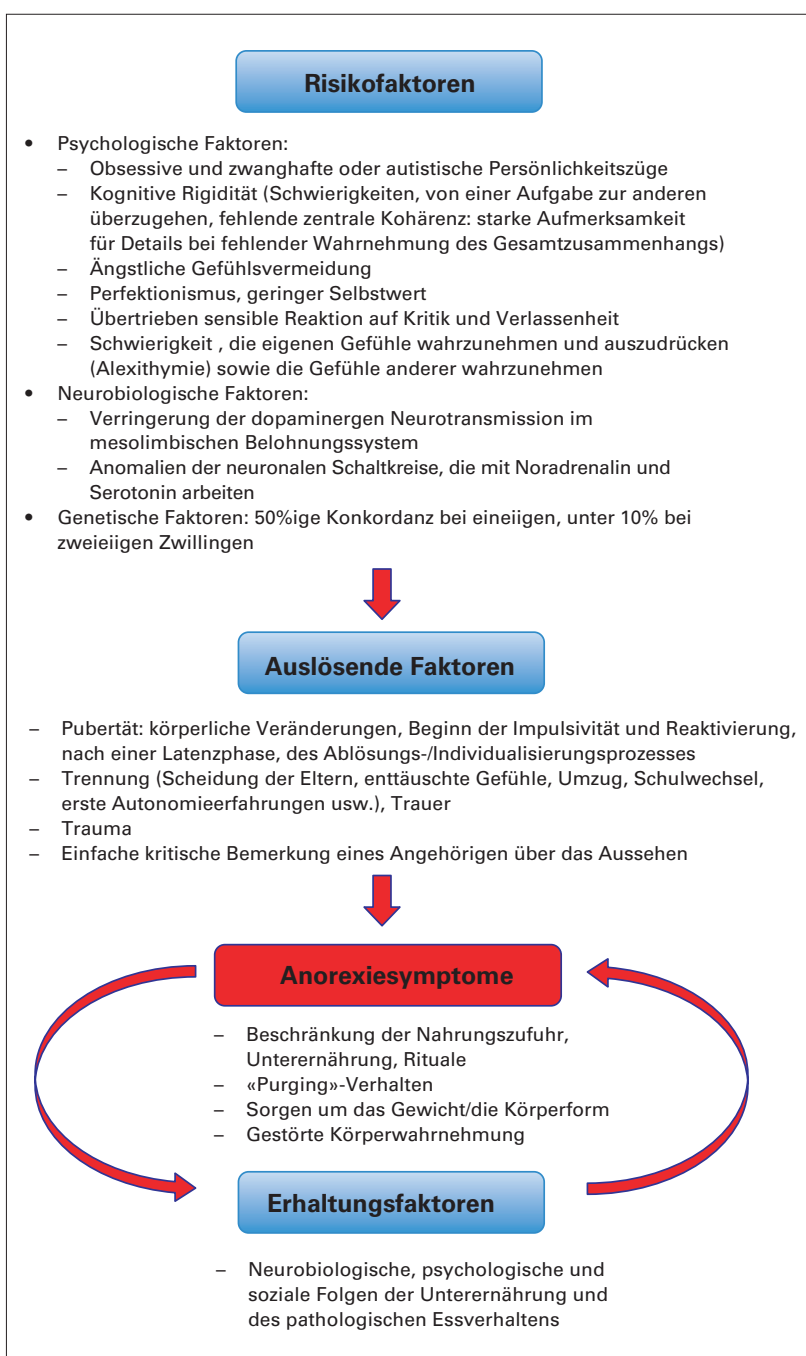 Risikofaktoren
• Psychologische Faktoren:
– Obsessive und zwanghafte oder autistische Persönlichkeitszüge
– Kognitive Rigidität (Schwierigkeiten, von einer Aufgabe zur anderen
überzugehen, fehlende zentrale Kohärenz: starke Aufmerksamkeit
für Details bei fehlender Wahrnehmung des Gesamtzusammenhangs)
– Ängstliche Gefühlsvermeidung
– Perfektionismus, geringer Selbstwert
– Übertrieben sensible Reaktion auf Kritik und Verlassenheit
– Schwierigkeit , die eigenen Gefühle wahrzunehmen und auszudrücken
(Alexithymie) sowie die Gefühle anderer wahrzunehmen
• Neurobiologische Faktoren:
– Verringerung der dopaminergen Neurotransmission im
mesolimbischen Belohnungssystem
– Anomalien der neuronalen Schaltkreise, die mit Noradrenalin und
Serotonin arbeiten
• Genetische Faktoren: 50%ige Konkordanz bei eineiigen, unter 10% bei
zweieiigen Zwillingen
Auslösende Faktoren
– Pubertät: körperliche Veränderungen, Beginn der Impulsivität und Reaktivierung,
nach einer Latenzphase, des Ablösungs-/Individualisierungsprozesses
– Trennung (Scheidung der Eltern, enttäuschte Gefühle, Umzug, Schulwechsel,
erste Autonomieerfahrungen usw.), Trauer
– Trauma
– Einfache kritische Bemerkung eines Angehörigen über das Aussehen
Anorexiesymptome
– Beschränkung der Nahrungszufuhr,
Unterernährung, Rituale
– «Purging»-Verhalten
– Sorgen um das Gewicht/die Körperform
– Gestörte Körperwahrnehmung
Erhaltungsfaktoren
– Neurobiologische, psychologische und
soziale Folgen der Unterernährung und
des pathologischen Essverhaltens